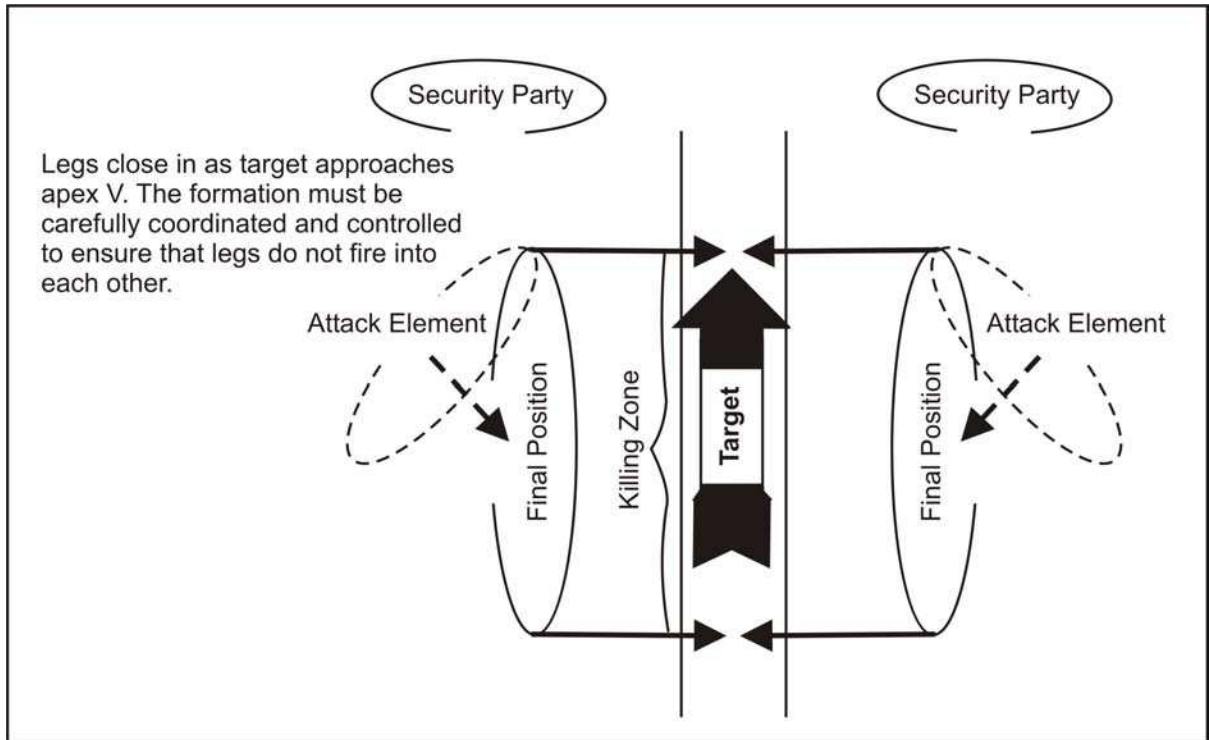 Security Party
Security Party
Legs close in as target approaches
apex V. The formation must be
carefully coordinated and controlled
to ensure that legs do not fire into
each other.
Attack Element
Attack Element
Final Position
Killing Zone
Target
Final Position